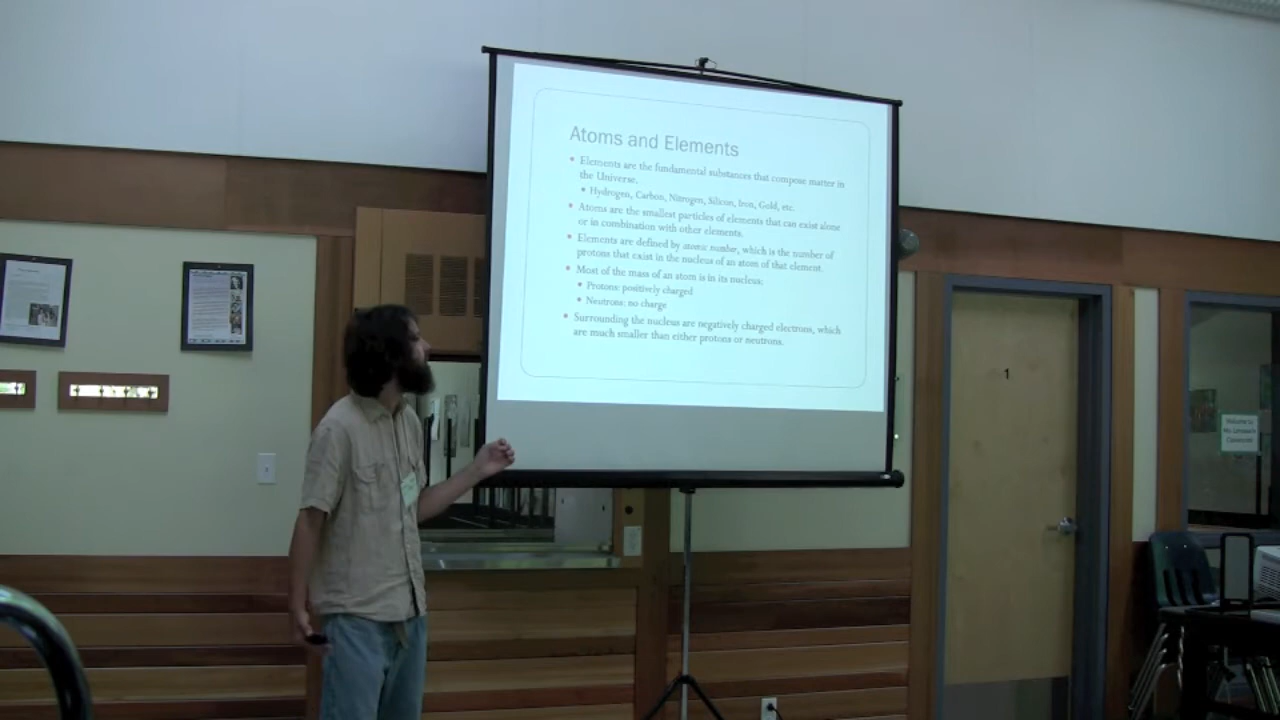 Atoms and Elements
• Elements are the fundamental substances that compose matter in
the Universe.
• Hydrogen, Carbon, Nitrogen, Silicon, Iron, Gold, etc.
• Atoms are the smallest particles of elements that can exist alone
or in combination with other elements.
• Elements are defined by atomic number, which is the number of
protons that exist in the nucleus of an atom of that element.
• Most of the mass of an atom is in its nucleus:
• Protons: positively charged
• Neutrons: no charge
• Surrounding the nucleus are negatively charged electrons, which
are much smaller than either protons or neutrons.
1
Welcome to
Classroom